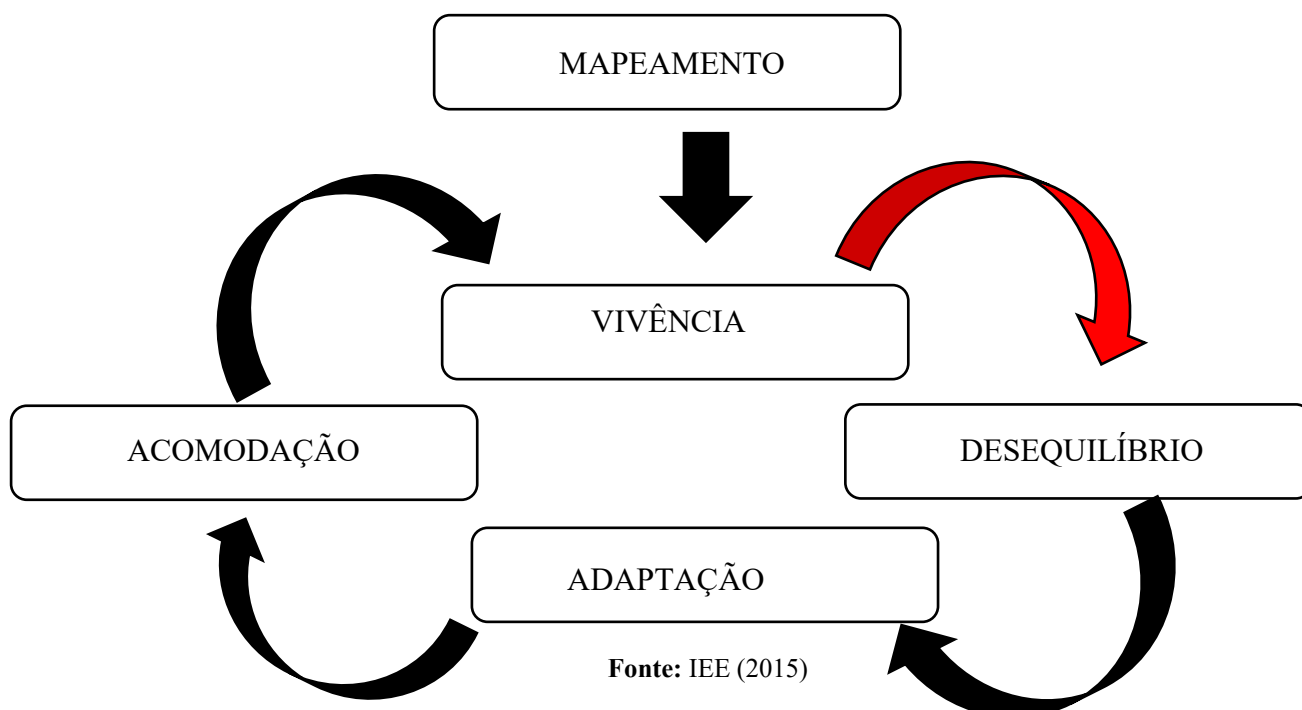 MAPEAMENTO
VIVÊNCIA
ACOMODAÇÃO
DESEQUILÍBRIO
ADAPTAÇÃO
Fonte: IEE (2015)